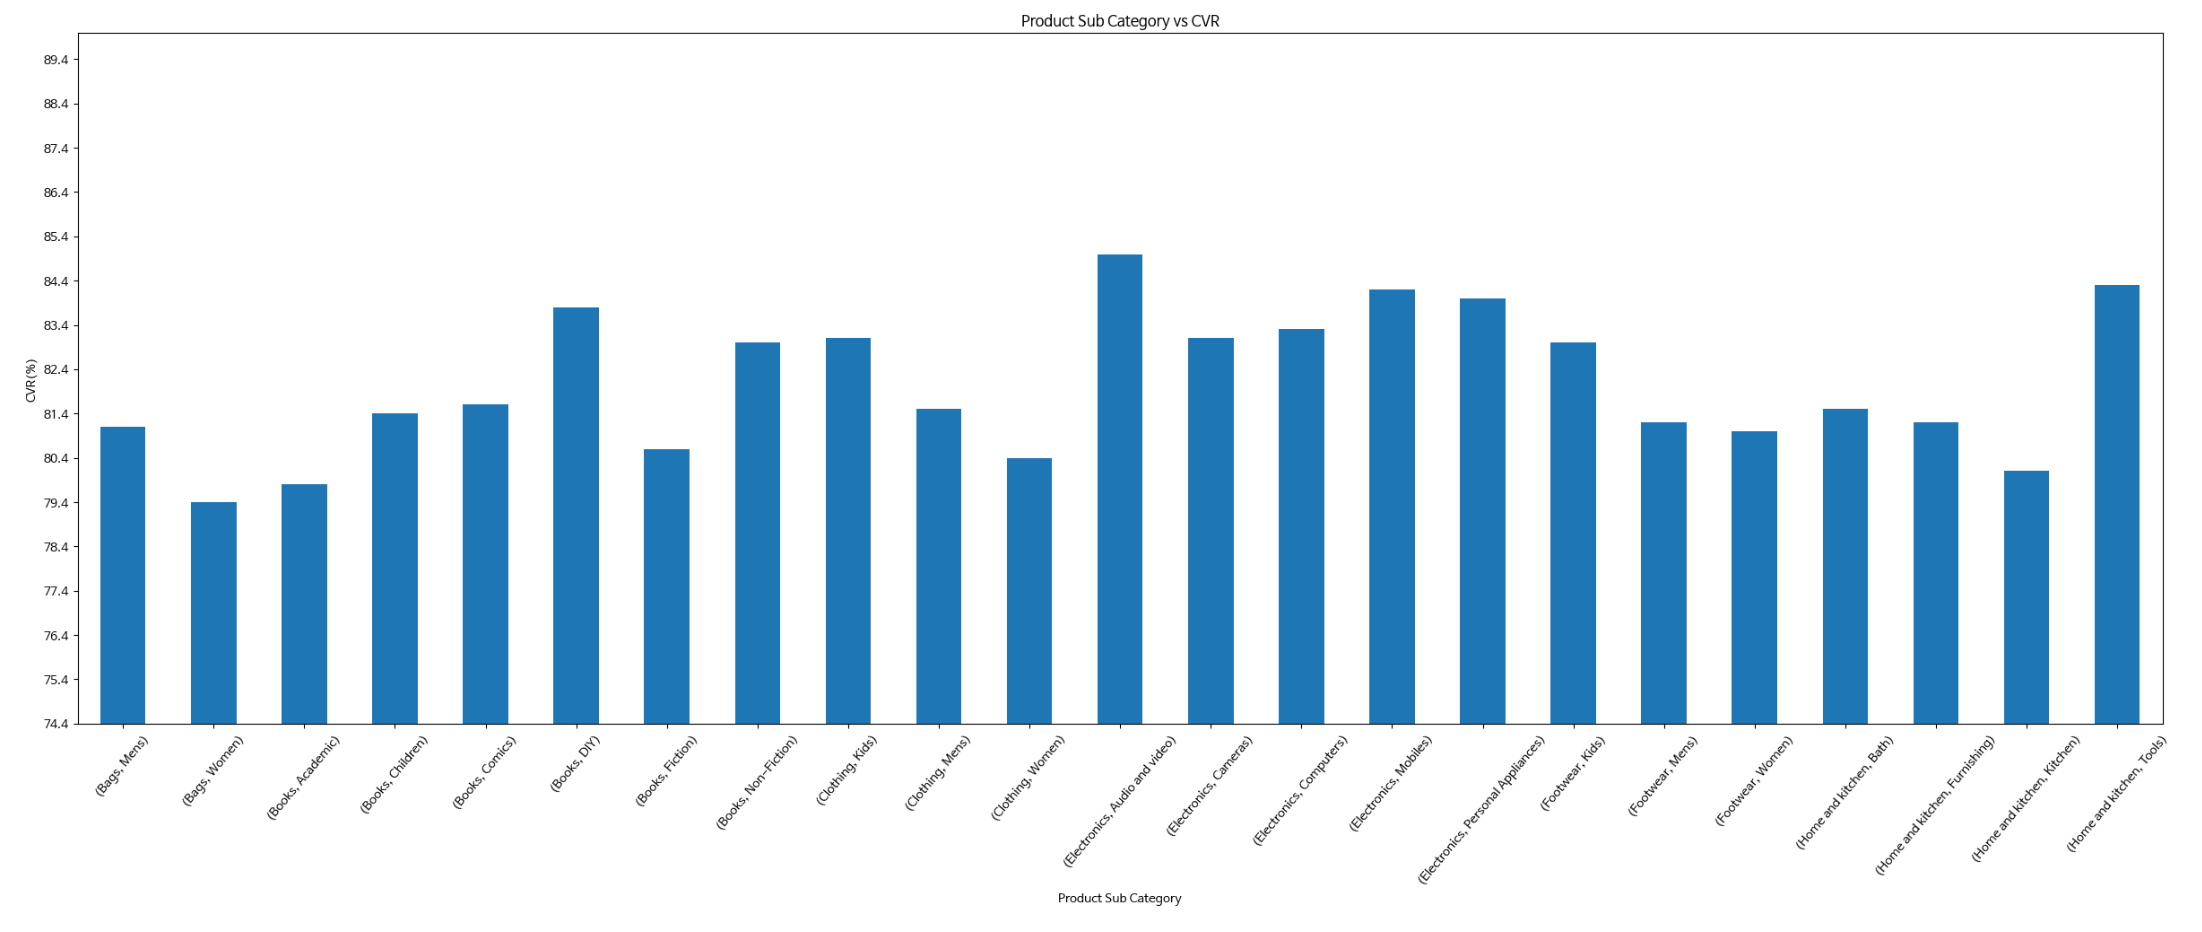 Product Sub Category vs CVR
89.4
88.4
87.4
86.4
85.4
84.4
83.4
82.4
81.4
80.4
79.4
78.4
77.4
76.4
75.4
74.4
CVR(%)
(Bags, Mens)
(Bags, Women)
(Books, Academic)
(Books, Children)
(Books, Comics)
(Books, DIY)
(Books, Fiction)
(Books, Non-Fiction)
(Clothing, Kids)
(Clothing, Mens)
(Clothing, Women)
(Electronics, Audio and video)
(Electronics, Cameras)
(Electronics, Computers)
(Electronics, Mobiles)
(Electronics, Personal Appliances)
(Footwear, Kids)
(Footwear, Mens)
(Footwear, Women)
(Home and kitchen, Bath)
(Home and kitchen, Furnishing)
(Home and kitchen, Kitchen)
(Home and kitchen, Tools)
Product Sub Category